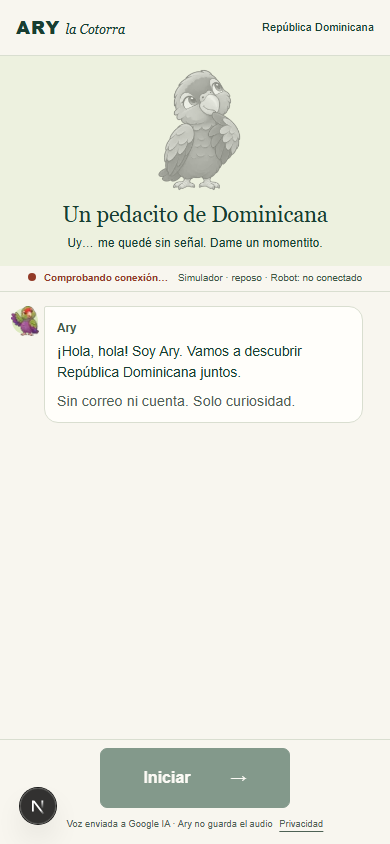 ARY la Cotorra
República Dominicana
Un pedacito de Dominicana
Uy… me quedé sin señal. Dame un momentito.
Comprobando conexión… Simulador · reposo · Robot: no conectado
Ary
¡Hola, hola! Soy Ary. Vamos a descubrir
República Dominicana juntos.
Sin correo ni cuenta. Solo curiosidad.
Iniciar →
N
Voz enviada a Google IA · Ary no guarda el audio Privacidad